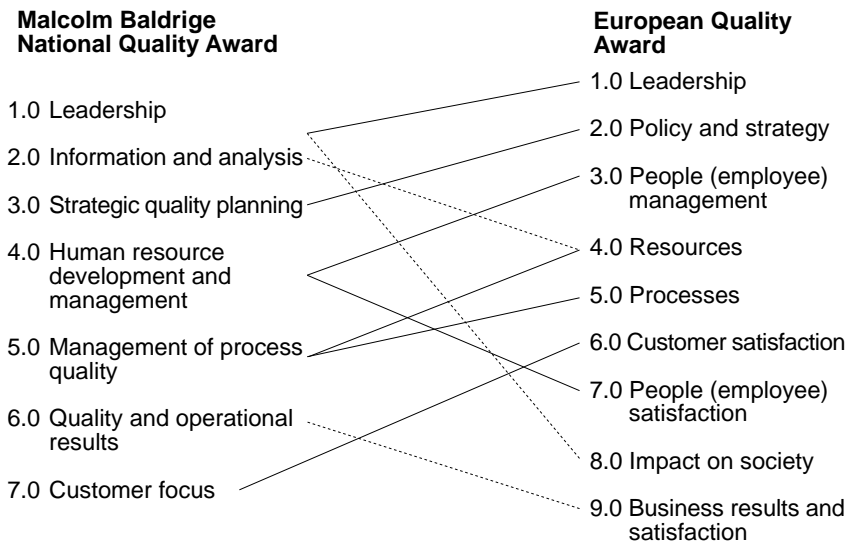 Malcolm Baldrige
National Quality Award
1.0 Leadership
2.0 Information and analysis
3.0 Strategic quality planning
4.0 Human resource
development and
management
5.0 Management of process
quality
6.0 Quality and operational
results
7.0 Customer focus
European Quality
Award
1.0 Leadership
2.0 Policy and strategy
3.0 People (employee)
management
4.0 Resources
5.0 Processes
6.0 Customer satisfaction
7.0 People (employee)
satisfaction
8.0 Impact on society
9.0 Business results and
satisfaction